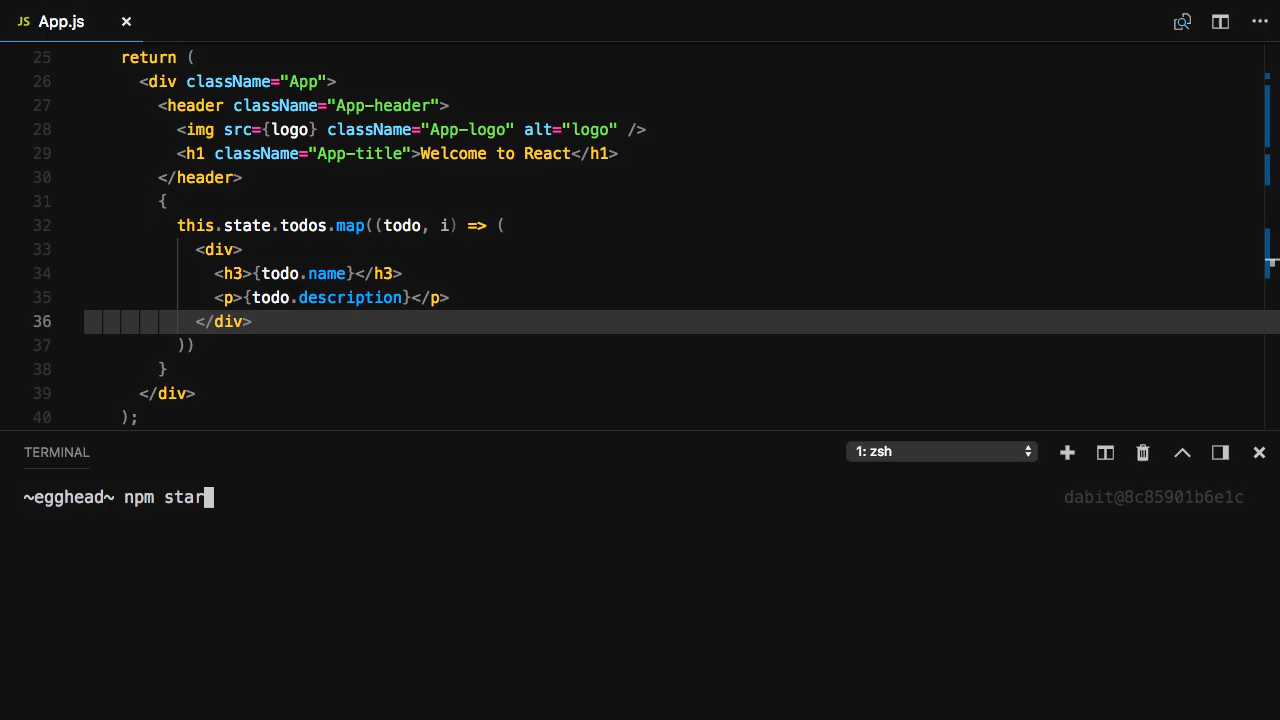 JS App.js ×
25 return (
26 <div className="App">
27 <header className="App-header">
28 <img src={logo} className="App-logo" alt="logo" />
29 <h1 className="App-title">Welcome to React</h1>
30 </header>
31 {
32 this.state.todos.map((todo, i) => (
33 <div>
34 <h3>{todo.name}</h3>
35 <p>{todo.description}</p>
36 </div>
37 ))
38 }
39 </div>
40 );
TERMINAL 1: zsh
~egghead~ npm star dabit@8c85901b6e1c